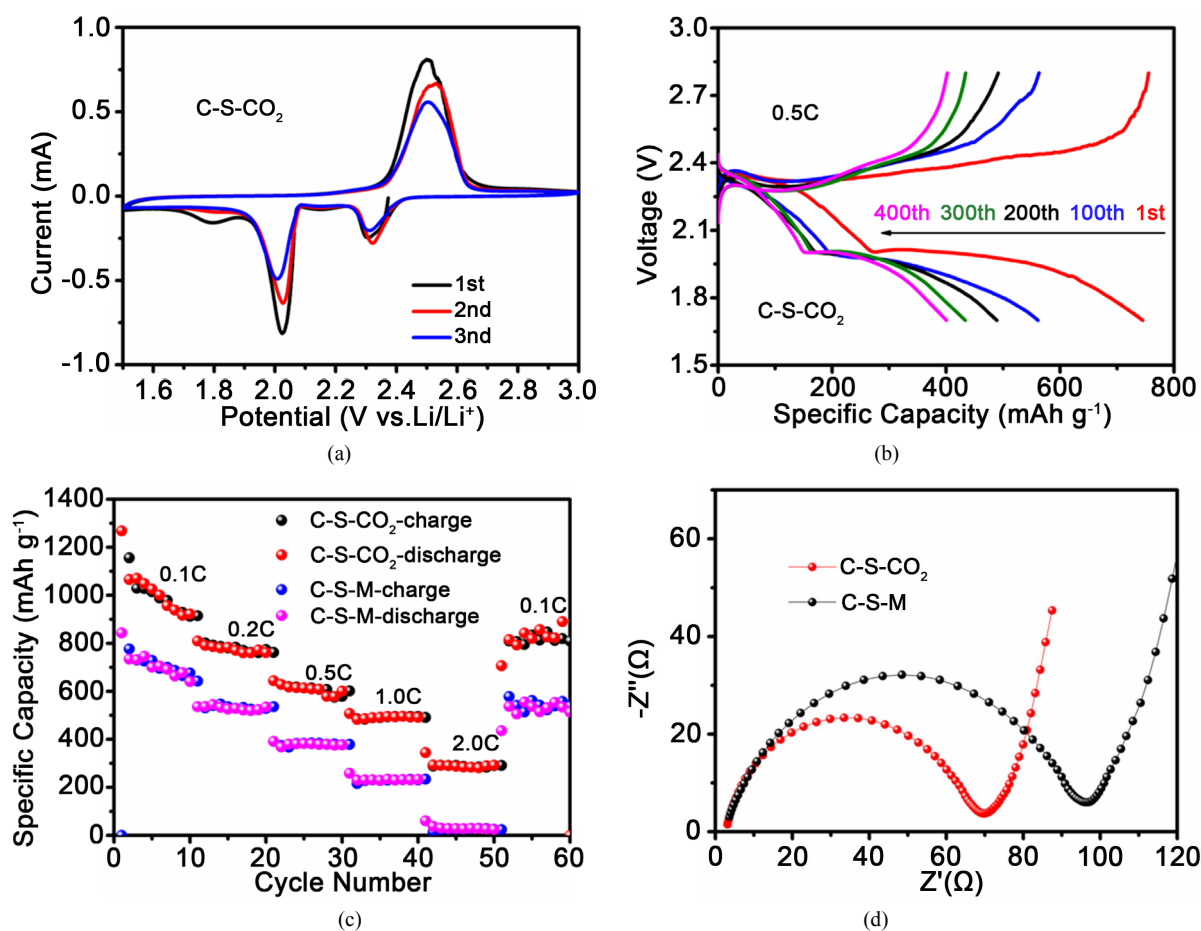 1.0
0.5
0.0
-0.5
-1.0
Current (mA)
C-S-CO2
1st
2nd
3nd
1.6 1.8 2.0 2.2 2.4 2.6 2.8 3.0
Potential (V vs.Li/Li+)
(a)
3.0
2.7
2.4
2.1
1.8
1.5
Voltage (V)
0.5C
400th 300th 200th 100th 1st
C-S-CO2
0 200 400 600 800
Specific Capacity (mAh g-1)
(b)
1400
1200
1000
800
600
400
200
0
Specific Capacity (mAh g-1)
C-S-CO2-charge
C-S-CO2-discharge
C-S-M-charge
C-S-M-discharge
0.1C
0.2C
0.5C
1.0C
2.0C
0.1C
0 10 20 30 40 50 60
Cycle Number
(c)
60
40
20
0
-Z"(Ω)
C-S-CO2
C-S-M
0 20 40 60 80 100 120
Z'(Ω)
(d)